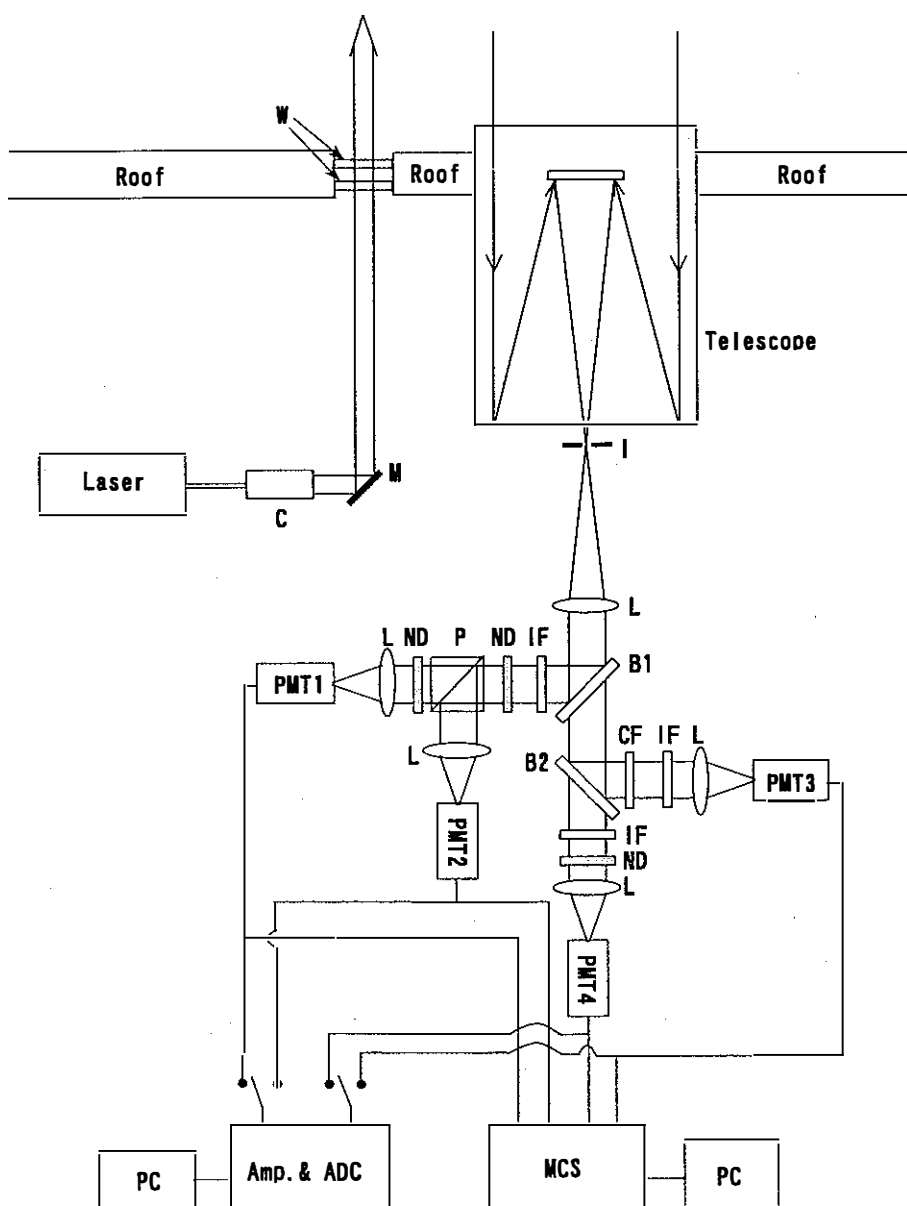 W
Roof
Roof
Roof
Telescope
I
Laser
C
M
L
L ND P ND IF
B1
PMT1
CF IF L
B2
L
PMT3
PMT2
IF
ND
L
PMT4
PC
Amp. & ADC
MCS
PC